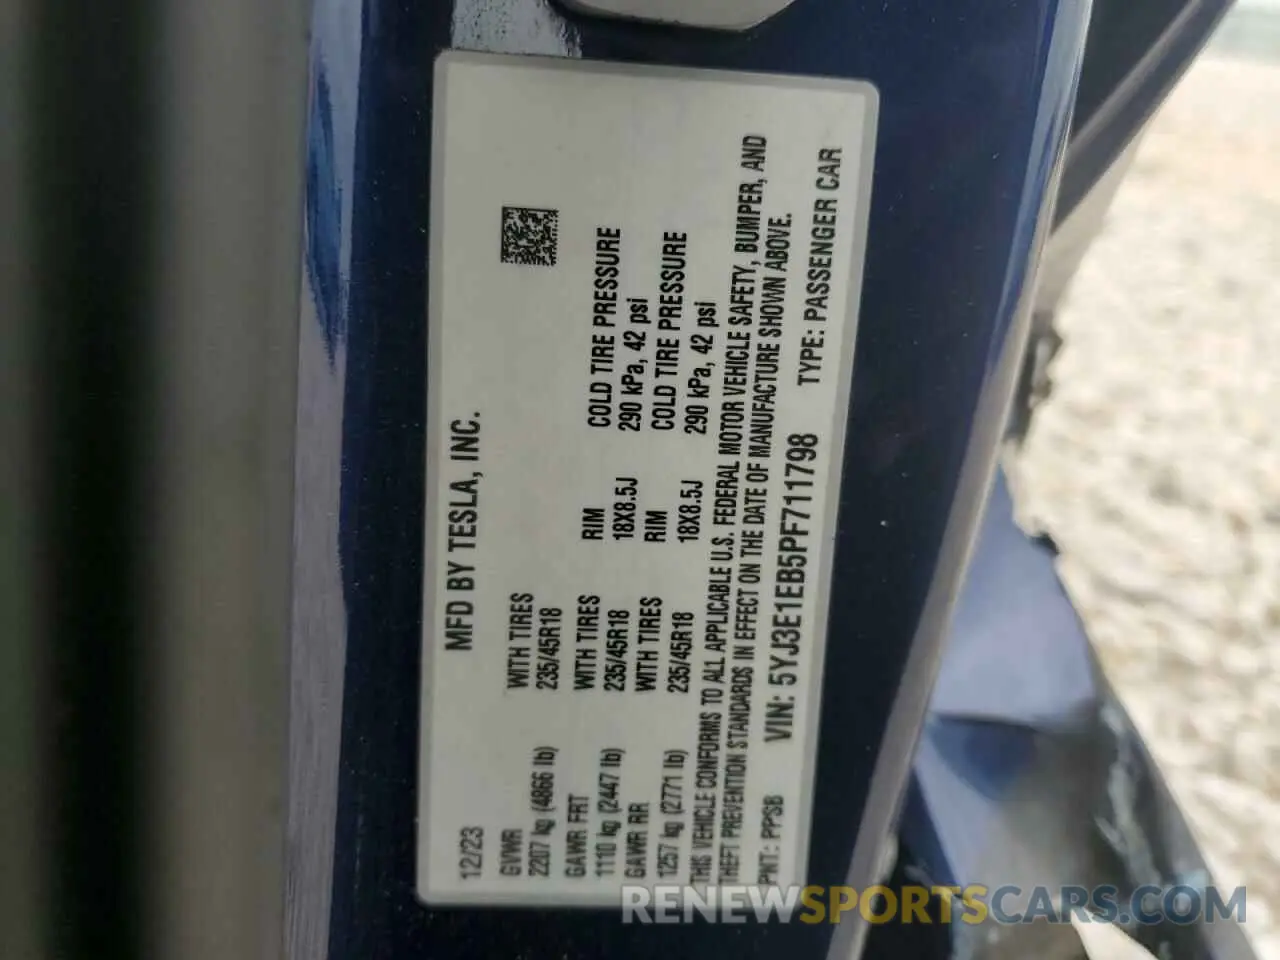 12/23 MFD BY TESLA, INC.
GVWR WITH TIRES
2207 kg (4866 lb) 235/45R18
GAWR FRT WITH TIRES RIM COLD TIRE PRESSURE
1110 kg (2447 lb) 235/45R18 18X8.5J 290 kPa, 42 psi
GAWR RR WITH TIRES RIM COLD TIRE PRESSURE
1257 kg (2771 lb) 235/45R18 18X8.5J 290 kPa, 42 psi
THIS VEHICLE CONFORMS TO ALL APPLICABLE U.S. FEDERAL MOTOR VEHICLE SAFETY, BUMPER, AND
THEFT PREVENTION STANDARDS IN EFFECT ON THE DATE OF MANUFACTURE SHOWN ABOVE.
PNT: PPSB VIN: 5YJ3E1EB5PF711798 TYPE: PASSENGER CAR
RENEWSPORTSCARS.COM